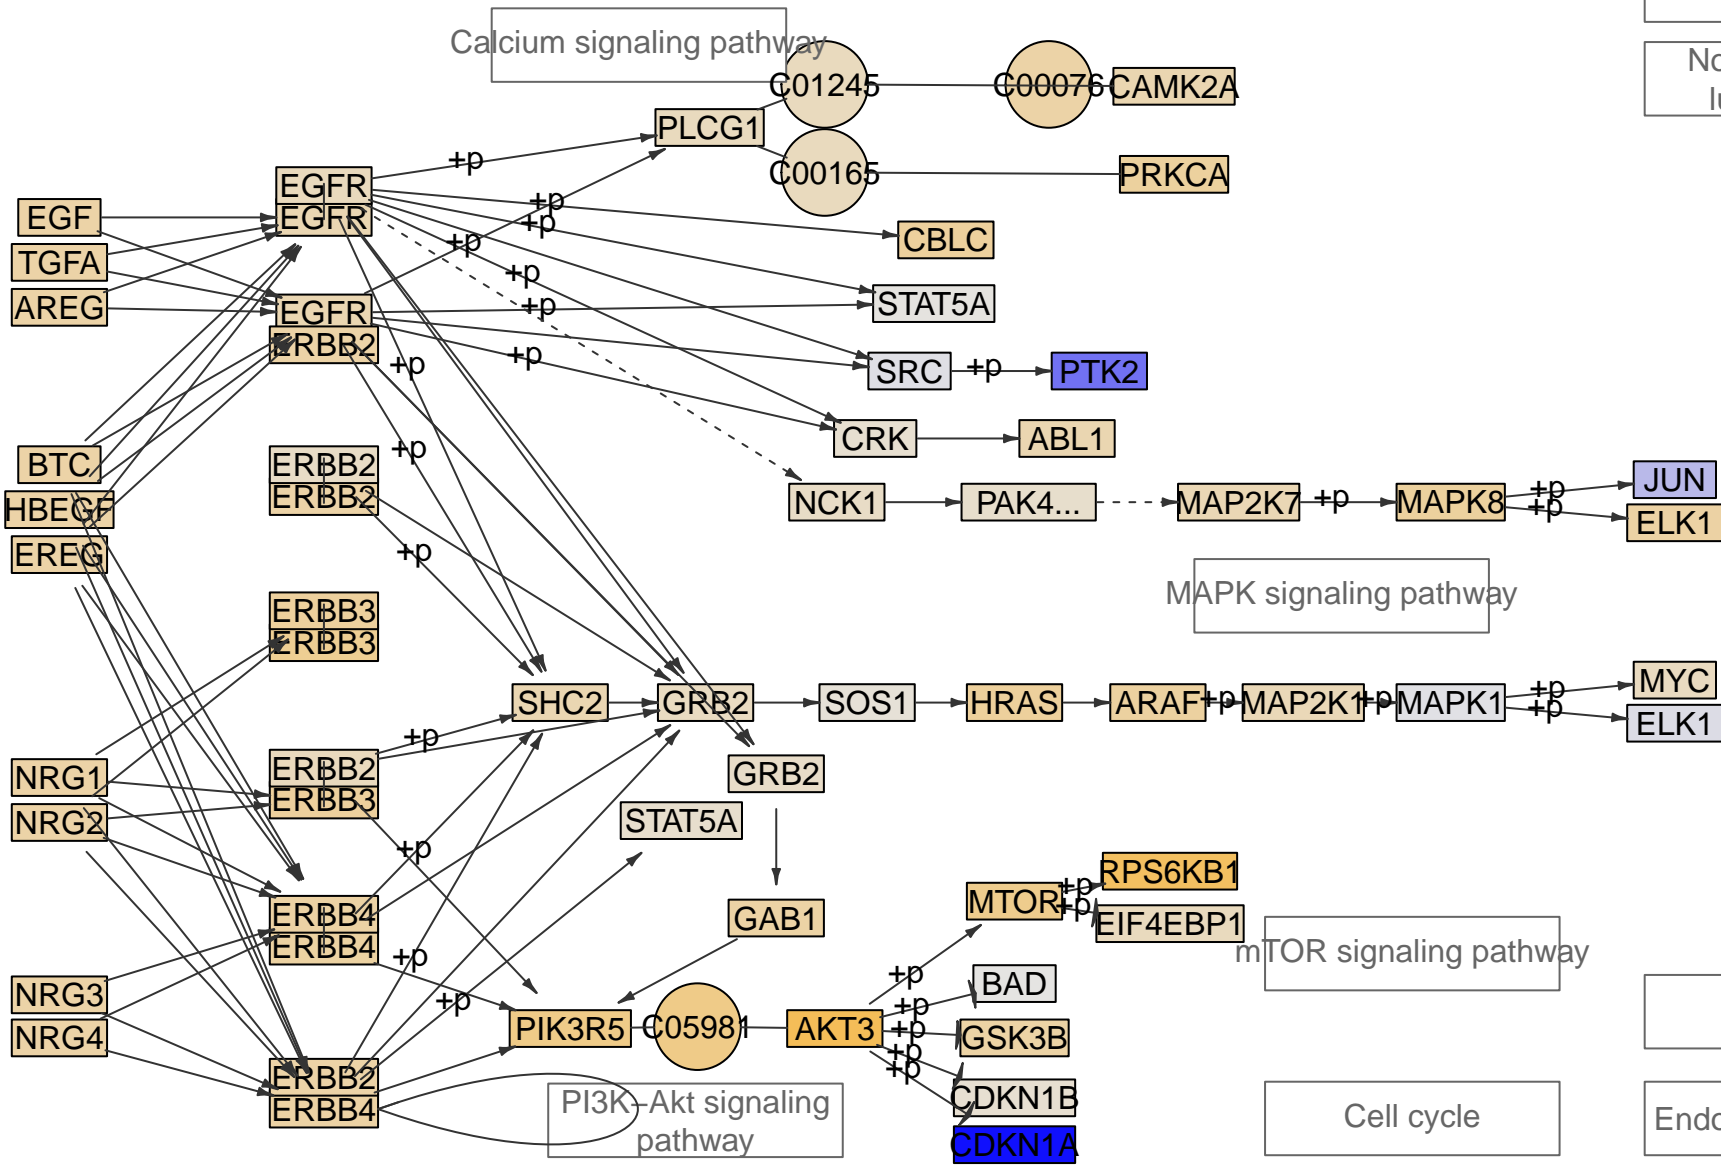 Calcium signaling pathway
No
lu
C01245
C00076
CAMK2A
PLCG1
C00165
PRKCA
+p
EGFR
EGFR
EGF
TGFA
AREG
+p
+p
+p
+p
+p
+p
+p
CBLC
STAT5A
EGFR
ERBB2
SRC
+p
PTK2
CRK
ABL1
+p
BTC
HBEGF
EREG
ERBB2
ERBB2
NCK1
PAK4...
MAP2K7
+p
MAPK8
+p
+p
JUN
ELK1
+p
MAPK signaling pathway
ERBB3
ERBB3
SHC2
GRB2
SOS1
HRAS
ARAF
+p
MAP2K1
+p
MAPK1
+p
+p
MYC
ELK1
+p
ERBB2
ERBB3
NRG1
NRG2
GRB2
STAT5A
+p
ERBB4
ERBB4
GAB1
MTOR
+p
+p
RPS6KB1
EIF4EBP1
mTOR signaling pathway
+p
+p
+p
BAD
NRG3
NRG4
PIK3R5
C05981
AKT3
+p
+p
+p
+p
GSK3B
CDKN1B
CDKN1A
ERBB2
ERBB4
PI3K–Akt signaling
pathway
Cell cycle
Endo